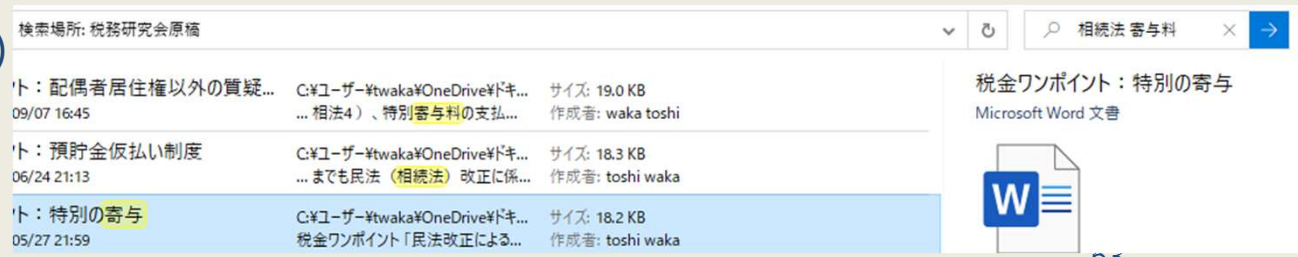 検索場所: 税務研究会原稿
相続法 寄与料
ト：配偶者居住権以外の質疑...
09/07 16:45
C:¥ユーザー¥twaka¥OneDrive¥ドキ...
... 相法4）、特別寄与料の支払...
サイズ: 19.0 KB
作成者: waka toshi
ト：預貯金仮払い制度
06/24 21:13
C:¥ユーザー¥twaka¥OneDrive¥ドキ...
... までも民法（相続法）改正に係...
サイズ: 18.3 KB
作成者: toshi waka
ト：特別の寄与
05/27 21:59
C:¥ユーザー¥twaka¥OneDrive¥ドキ...
税金ワンポイント「民法改正による...
サイズ: 18.2 KB
作成者: toshi waka
税金ワンポイント：特別の寄与
Microsoft Word 文書
W